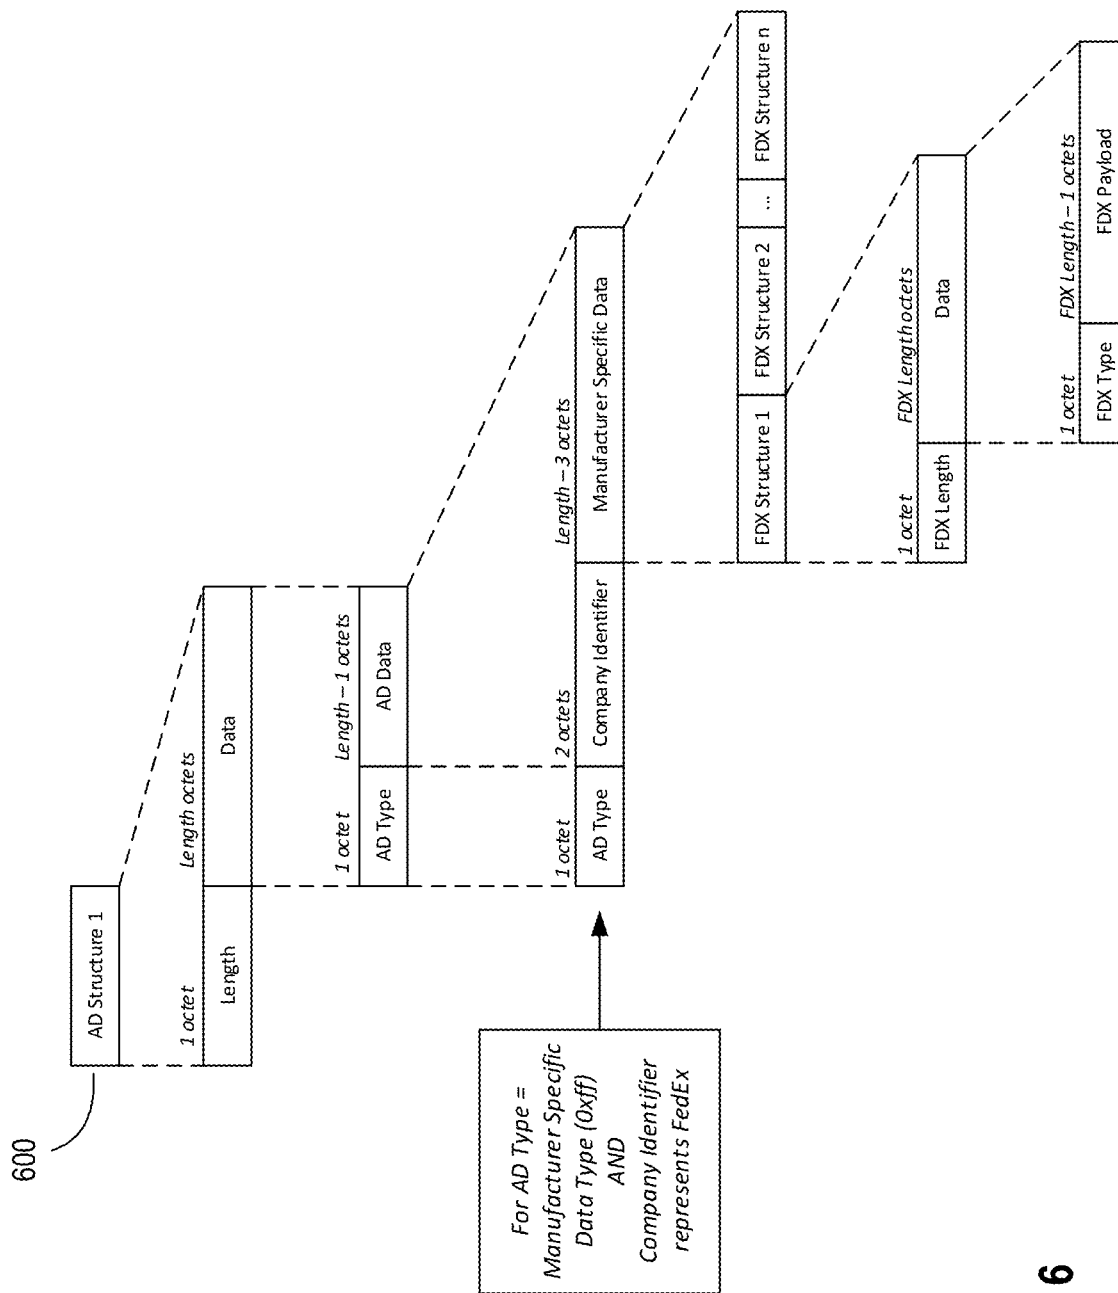 600
AD Structure 1
1 octet
Length octets
Length
Data
1 octet
Length – 1 octets
AD Type
AD Data
For AD Type =
Manufacturer Specific
Data Type (0xff)
AND
Company Identifier
represents FedEx
1 octet
2 octets
Length – 3 octets
AD Type
Company Identifier
Manufacturer Specific Data
FDX Structure 1
FDX Structure 2
...
FDX Structure n
1 octet
FDX Length octets
FDX Length
Data
1 octet
FDX Length – 1 octets
FDX Type
FDX Payload
6